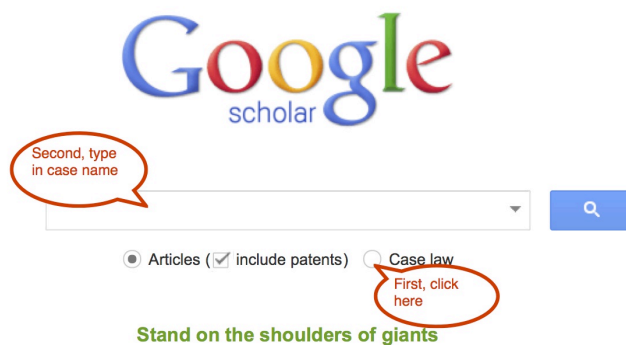 Google
scholar
Second, type
in case name
Articles (include patents) Case law
First, click
here
Stand on the shoulders of giants